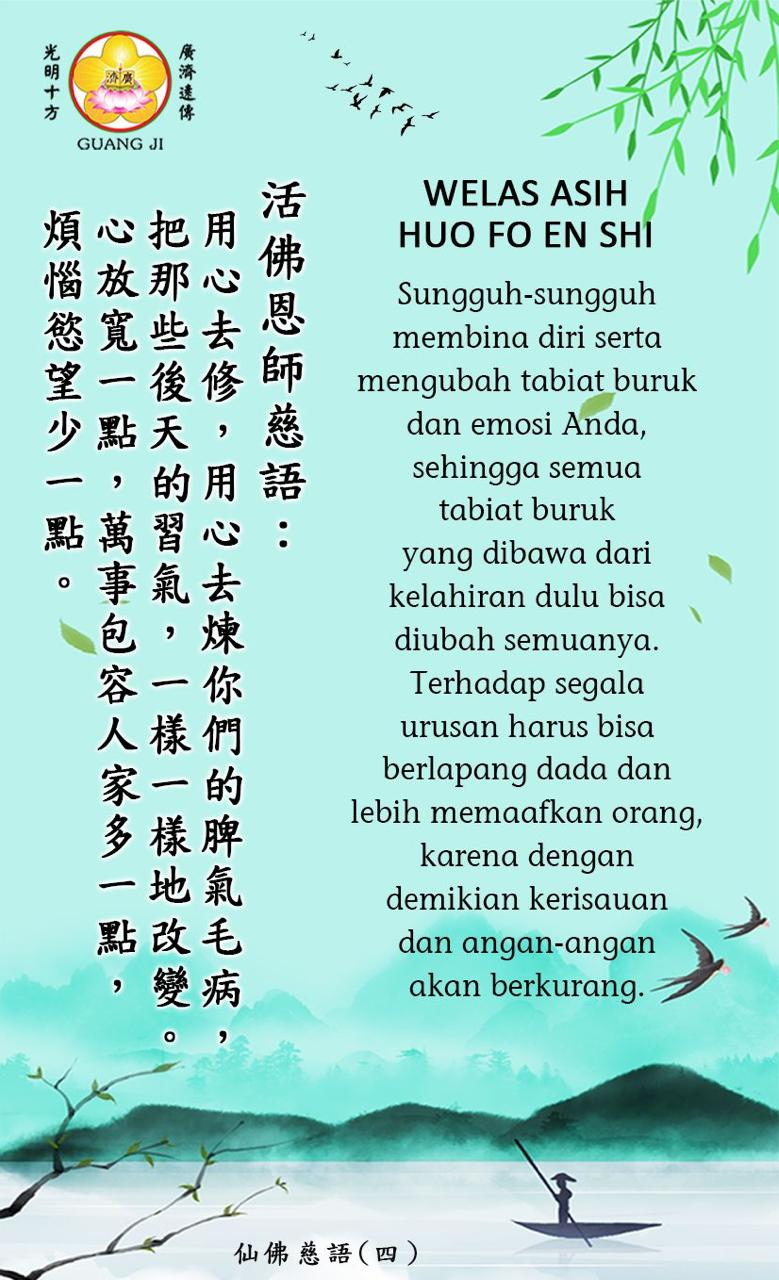 光明十方
廣濟
廣濟遠傳
GUANG JI
活佛恩師慈語：
用心去修，用心去煉你們的脾氣毛病，
把那些後天的習氣，一樣一樣地改變。
心放寬一點，萬事包容人家多一點，
煩惱慾望少一點。
WELAS ASIH
HUO FO EN SHI
Sungguh-sungguh
membina diri serta
mengubah tabiat buruk
dan emosi Anda,
sehingga semua
tabiat buruk
yang dibawa dari
kelahiran dulu bisa
diubah semuanya.
Terhadap segala
urusan harus bisa
berlapang dada dan
lebih memaafkan orang,
karena dengan
demikian kerisauan
dan angan-angan
akan berkurang.
仙佛慈語(四)